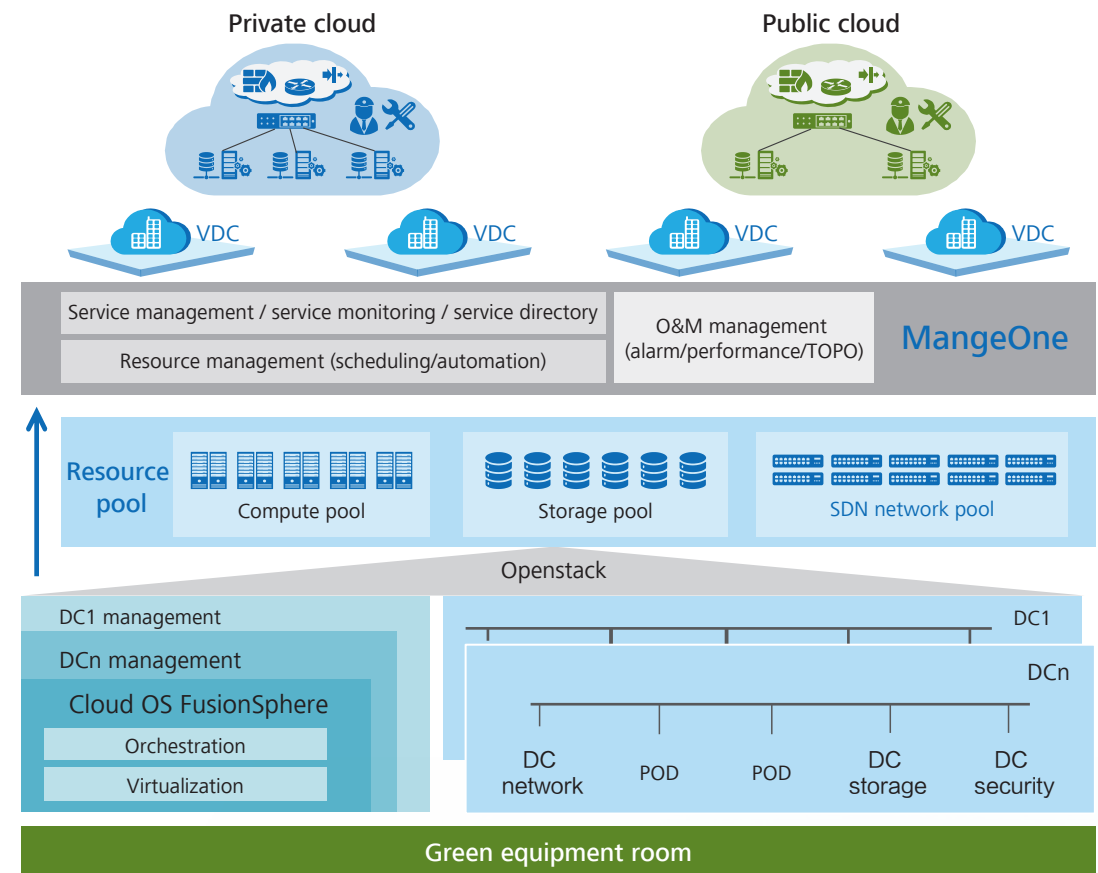 Private cloud
Public cloud
VDC
VDC
VDC
VDC
Service management / service monitoring / service directory
Resource management (scheduling/automation)
O&M management
(alarm/performance/TOPO)
MangeOne
Resource
pool
Compute pool
Storage pool
SDN network pool
Openstack
DC1 management
DCn management
Cloud OS FusionSphere
Orchestration
Virtualization
DC1
DCn
DC
network
POD
POD
DC
storage
DC
security
Green equipment room